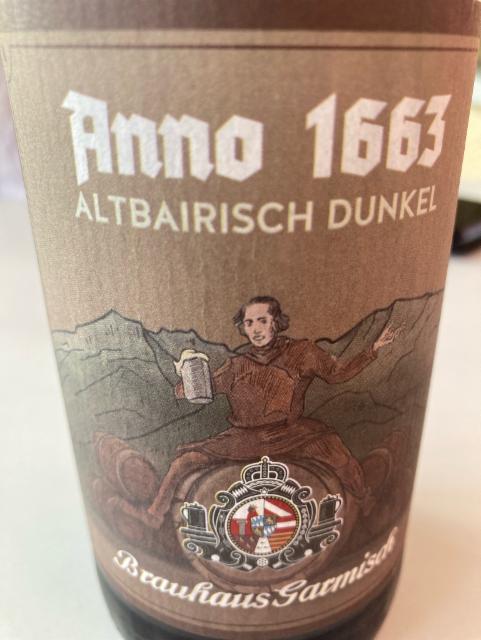 Anno 1663
ALTBAIRISCH DUNKEL
Brauhaus Garmisch